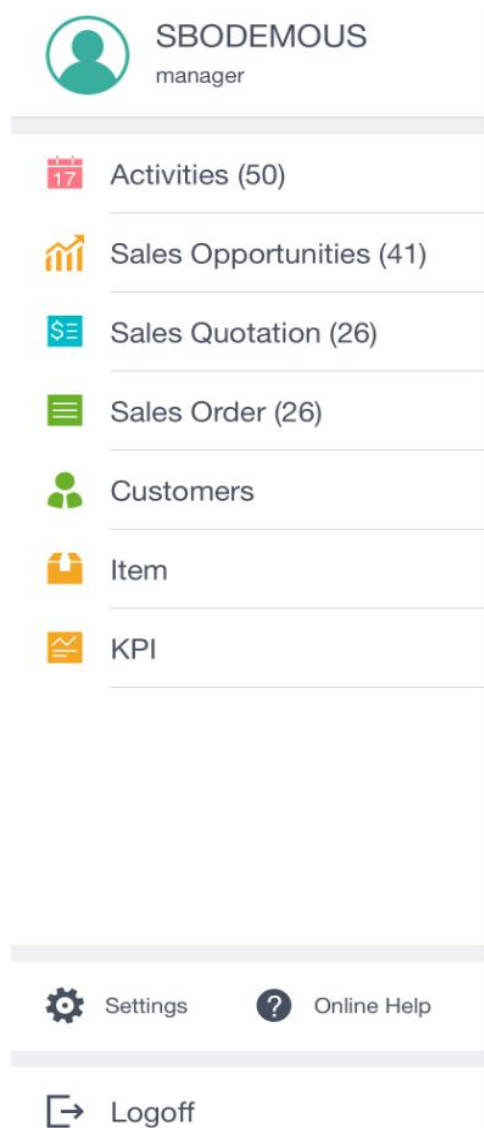 SBODEMOUS
manager
17
Activities (50)
Sales Opportunities (41)
$
Sales Quotation (26)
Sales Order (26)
Customers
Item
KPI
Settings
? Online Help
Logoff